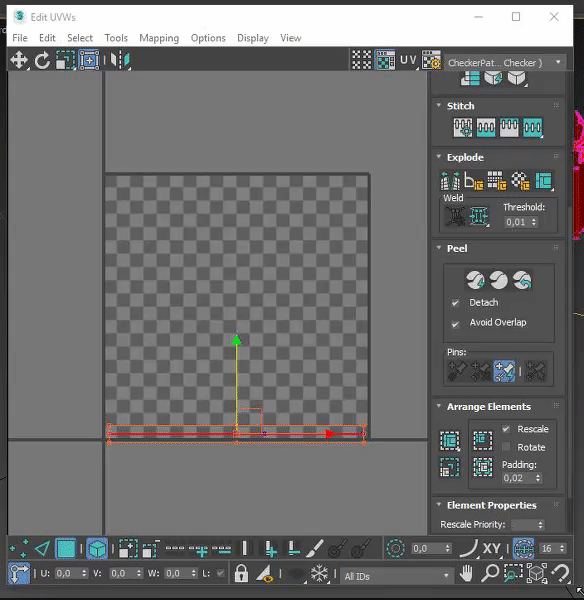 Edit UVWs
File Edit Select Tools Mapping Options Display View
UV CheckerPat... Checker )
Stitch
Explode
Weld
Threshold:
0,01
Peel
Detach
Avoid Overlap
Pins:
Arrange Elements
Rescale
Rotate
Padding:
0,02
Element Properties
Rescale Priority:
0,0 XY 16
U: 0,0 V: 0,0 W: 0,0 L: All IDs